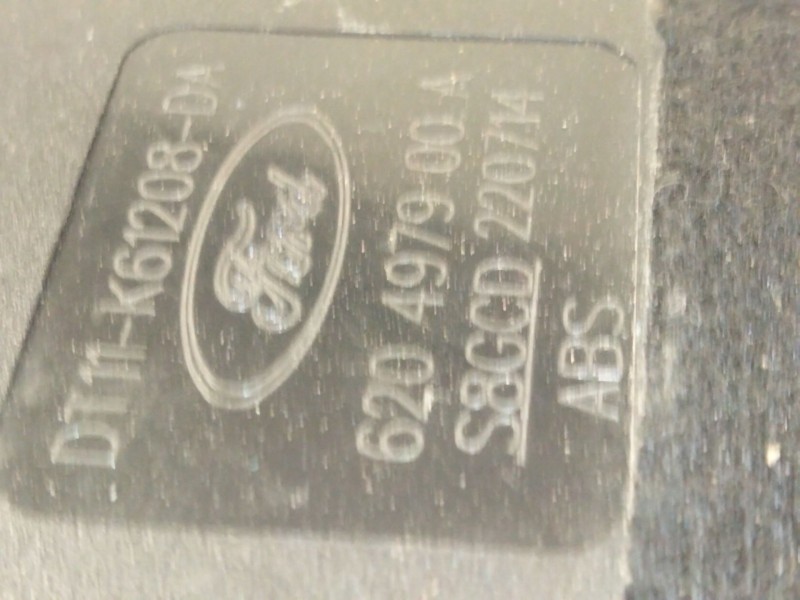 DT11-K61208-DA
Ford
620 4979 00 A
S8GCD 220714
ABS